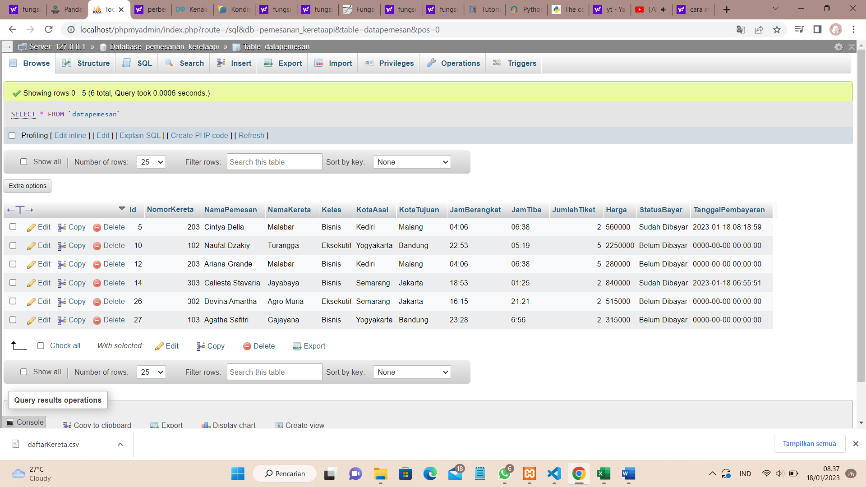 fungs
Panda
Too
perbe
Kenal
Kondi
fungs
fungs
Fungs
fungs
fungs
Tutori
Pytho
The o
yt - Ya
cara n
localhost/phpmyadmin/index.php?route=/sql&db=pemesanan_keretaapi&table=datapemesan&pos=0
Server: 127.0.0.1 » Database: pemesanan_keretaapi » Table: datapemesan
Browse Structure SQL Search Insert Export Import Privileges Operations Triggers
Showing rows 0 - 5 (6 total, Query took 0.0006 seconds.)
SELECT * FROM `datapemesan`
Profiling [ Edit inline ] [ Edit ] [ Explain SQL ] [ Create PHP code ] [ Refresh ]
Show all Number of rows: 25 Filter rows: Search this table Sort by key: None
Extra options
←T→ Id NomorKereta NamaPemesan NamaKereta Kelas KotaAsal KotaTujuan JamBerangkat JamTiba JumlahTiket Harga StatusBayar TanggalPembayaran
Edit Copy Delete 5 203 Cintya Della Malabar Bisnis Kediri Malang 04:06 06:38 4 560000 Sudah Dibayar 2023-01-18 08:18:59
Edit Copy Delete 10 102 Naufal Dzakiy Turangga Eksekutif Yogyakarta Bandung 22:53 05:19 5 2250000 Belum Dibayar 0000-00-00 00:00:00
Edit Copy Delete 12 203 Ariana Grande Malabar Bisnis Kediri Malang 04:06 06:38 5 280000 Belum Dibayar 0000-00-00 00:00:00
Edit Copy Delete 14 303 Callesta Stavaria Jayabaya Bisnis Semarang Jakarta 18:53 01:25 2 840000 Sudah Dibayar 2023-01-18 06:55:51
Edit Copy Delete 26 302 Devina Amartha Agro Muria Eksekutif Semarang Jakarta 16.15 21.21 2 515000 Belum Dibayar 0000-00-00 00:00:00
Edit Copy Delete 27 103 Agatha Safitri Gajayana Bisnis Yogyakarta Bandung 23:28 6:56 2 315000 Belum Dibayar 0000-00-00 00:00:00
Check all With selected: Edit Copy Delete Export
Show all Number of rows: 25 Filter rows: Search this table Sort by key: None
Query results operations
Console
Copy to clipboard Export Display chart Create view
daftarKereta.csv
Tampilkan semua
27°C
Cloudy
Pencarian
IND
08.37
18/01/2023